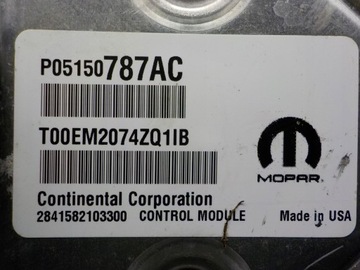 P05150787AC
T00EM2074ZQ1IB
MOPAR
Continental Corporation
2841582103300 CONTROL MODULE Made in USA